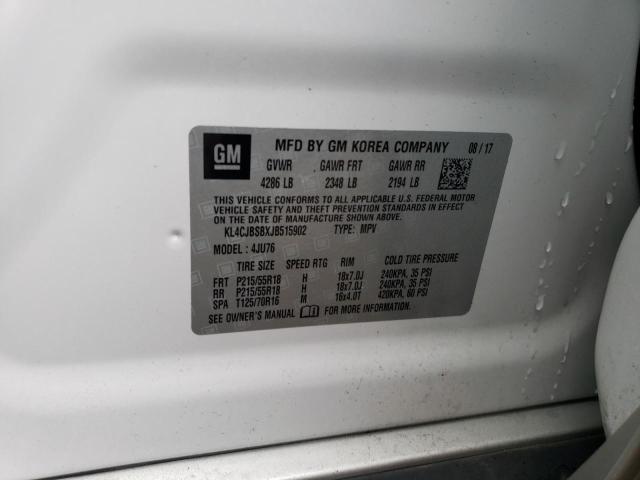 GM
MFD BY GM KOREA COMPANY 08/17
GVWR GAWR FRT GAWR RR
4286 LB 2348 LB 2194 LB
THIS VEHICLE CONFORMS TO ALL APPLICABLE U.S. FEDERAL MOTOR
VEHICLE SAFETY AND THEFT PREVENTION STANDARDS IN EFFECT
ON THE DATE OF MANUFACTURE SHOWN ABOVE.
KL4CJBSBXJB515902 TYPE: MPV
MODEL: 4JU76
TIRE SIZE SPEED RTG RIM COLD TIRE PRESSURE
FRT P215/55R18 H 18x7.0J 240KPA, 35 PSI
RR P215/55R18 H 18x7.0J 240KPA, 35 PSI
SPA T125/70R16 M 16x4.0T 420KPA, 60 PSI
SEE OWNER'S MANUAL FOR MORE INFORMATION